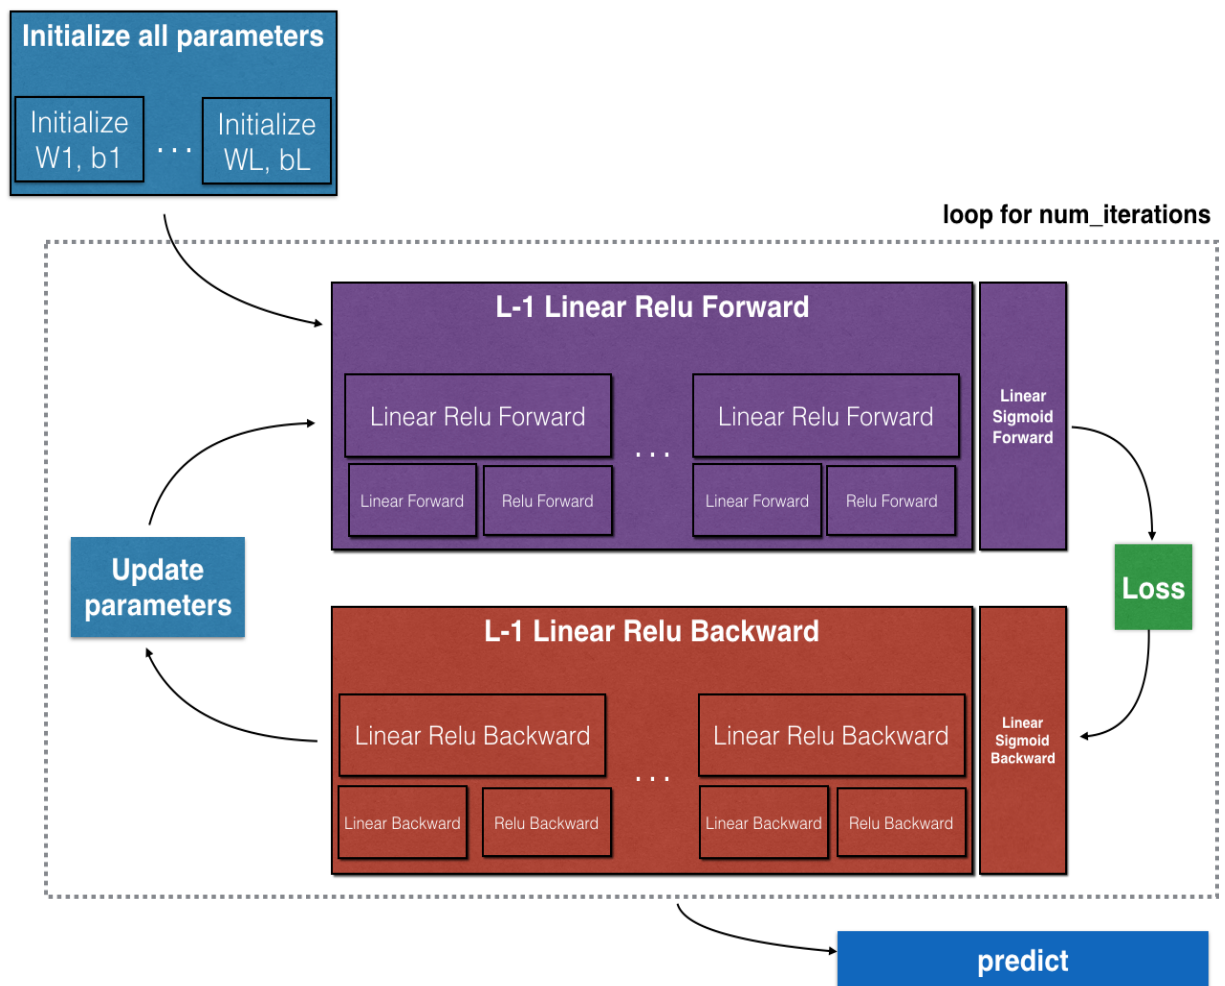 Initialize all parameters
Initialize
W1, b1
. . .
Initialize
WL, bL
loop for num_iterations
L-1 Linear Relu Forward
Linear Relu Forward
Linear Forward
Relu Forward
. . .
Linear Relu Forward
Linear Forward
Relu Forward
Linear
Sigmoid
Forward
Loss
Update
parameters
L-1 Linear Relu Backward
Linear Relu Backward
Linear Backward
Relu Backward
. . .
Linear Relu Backward
Linear Backward
Relu Backward
Linear
Sigmoid
Backward
predict